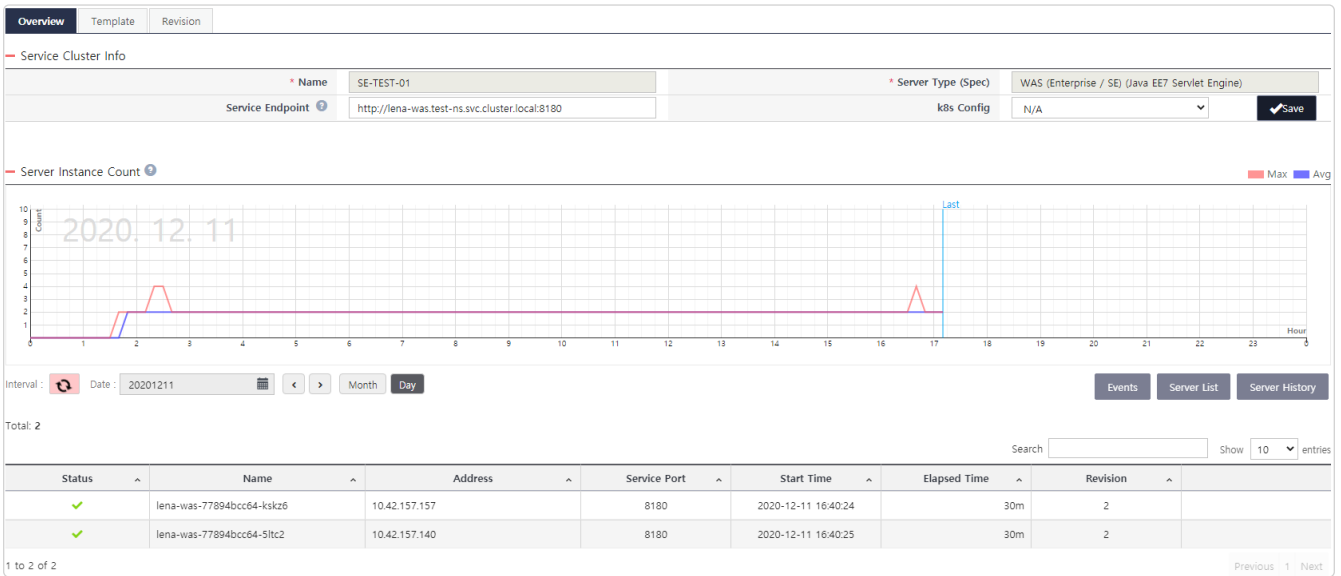 Overview Template Revision
Service Cluster Info
* Name SE-TEST-01 * Server Type (Spec) WAS (Enterprise / SE) (Java EE7 Servlet Engine)
Service Endpoint ? http://lena-was.test-ns.svc.cluster.local:8180 k8s Config N/A Save
Server Instance Count ?
Max Avg
Last
2020. 12. 11
Count
10
9
8
7
6
5
4
3
2
1
Hour
0 1 2 3 4 5 6 7 8 9 10 11 12 13 14 15 16 17 18 19 20 21 22 23 0
Interval : Date : 20201211 < > Month Day Events Server List Server History
Total: 2
Search Show 10 entries
Status Name Address Service Port Start Time Elapsed Time Revision
lena-was-77894bcc64-kskz6 10.42.157.157 8180 2020-12-11 16:40:24 30m 2
lena-was-77894bcc64-5ltc2 10.42.157.140 8180 2020-12-11 16:40:25 30m 2
1 to 2 of 2 Previous 1 Next